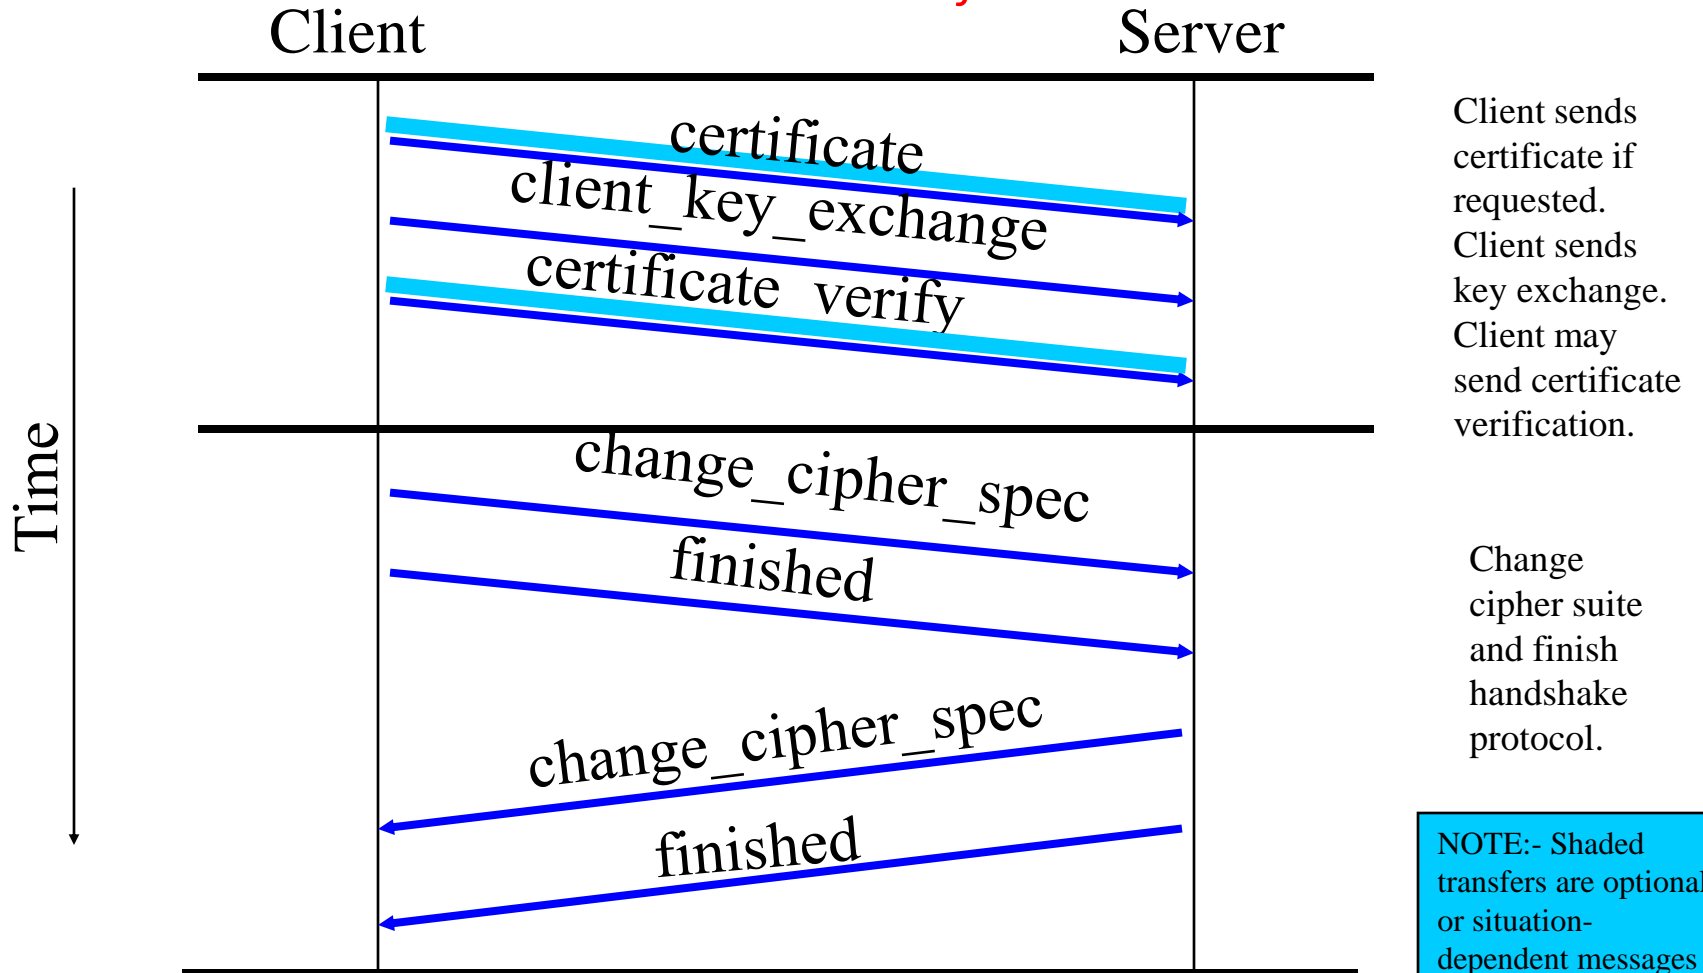 Client
Server
certificate
client_key_exchange
certificate verify
change_cipher_spec
finished
change_cipher_spec
finished
Time
Client sends
certificate if
requested.
Client sends
key exchange.
Client may
send certificate
verification.
Change
cipher suite
and finish
handshake
protocol.
NOTE:- Shaded
transfers are optional
or situation-
dependent messages